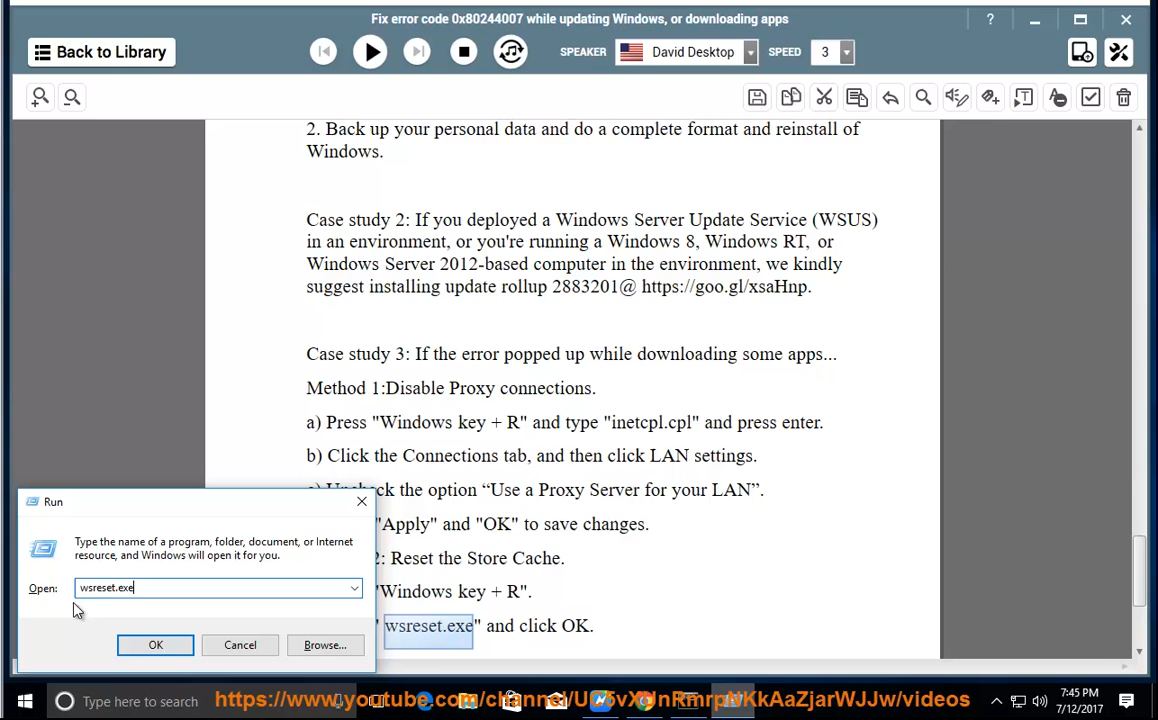 Fix error code 0x80244007 while updating Windows, or downloading apps
?
Back to Library
SPEAKER David Desktop SPEED 3
2. Back up your personal data and do a complete format and reinstall of
Windows.
Case study 2: If you deployed a Windows Server Update Service (WSUS)
in an environment, or you're running a Windows 8, Windows RT, or
Windows Server 2012-based computer in the environment, we kindly
suggest installing update rollup 2883201@ https://goo.gl/xsaHnp.
Case study 3: If the error popped up while downloading some apps...
Method 1:Disable Proxy connections.
a) Press "Windows key + R" and type "inetcpl.cpl" and press enter.
b) Click the Connections tab, and then click LAN settings.
the option “Use a Proxy Server for your LAN”.
"Apply" and "OK" to save changes.
2: Reset the Store Cache.
"Windows key + R".
" wsreset.exe" and click OK.
Run
Type the name of a program, folder, document, or Internet
resource, and Windows will open it for you.
Open: wsreset.exe
OK Cancel Browse...
Type here to search
7:45 PM
7/12/2017